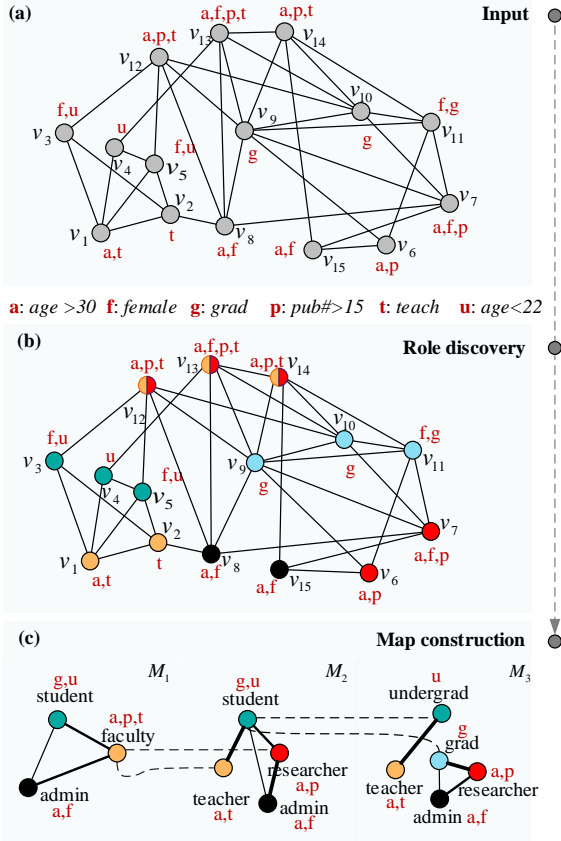 (a) Input
a,f,p,t
a,p,t
a,p,t
v13
v14
v12
v10
f,g
f,u
v9
v11
u
v3
f,u
g
v4
v5
g
v2
v7
v1
v8
t
a,f
v6
a,f,p
a,t
a,f
v15
a,p
a: age >30 f: female g: grad p: pub#>15 t: teach u: age<22
(b) Role discovery
a,f,p,t
a,p,t
v13
a,p,t
v14
v12
v10
f,u
f,g
u
v3
f,u
v9
g
v11
v4
v5
g
v2
v7
v1
t
a,f
v8
v15
v6
a,f,p
a,t
a,f
a,p
(c) Map construction
M1
M2
M3
g,u
student
a,p,t
faculty
admin
a,f
g,u
student
researcher
a,p
teacher
a,t
admin
a,f
u
undergrad
g
grad
a,p
researcher
teacher
a,t
admin a,f